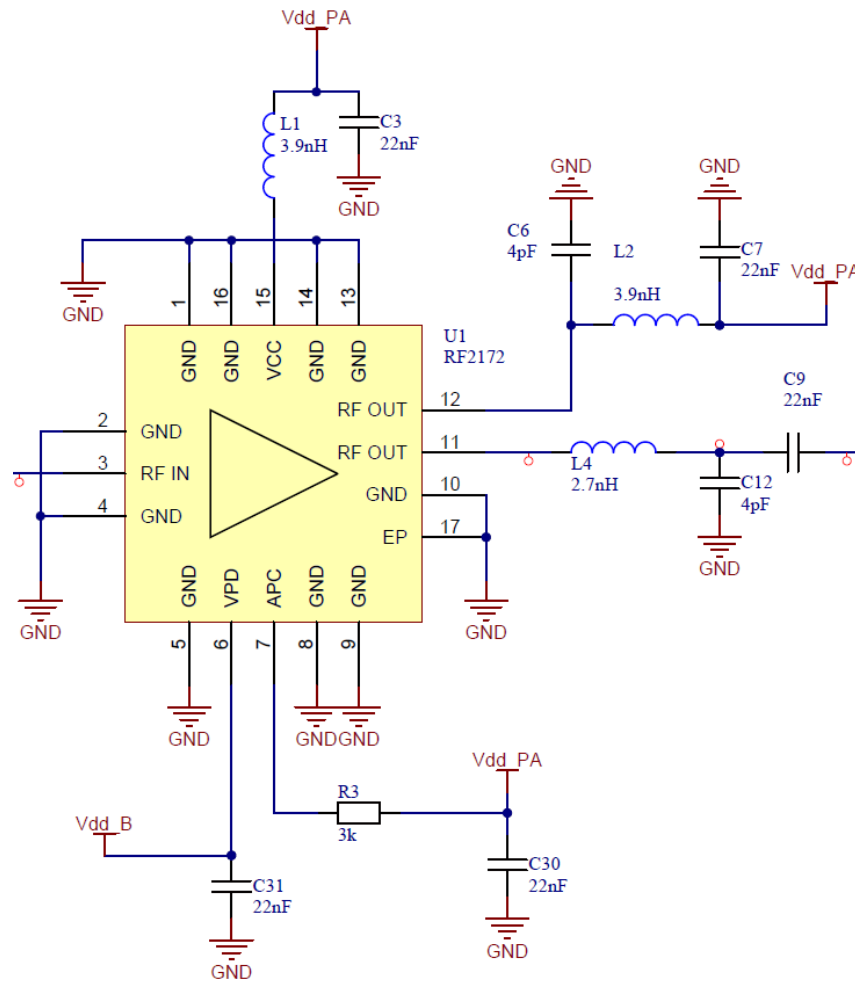 Vdd_PA
L1
3.9nH
C3
22nF
GND
GND
GND
C6
4pF
L2
C7
22nF
Vdd_PA
3.9nH
GND
1
16
15
14
13
GND
GND
VCC
GND
GND
U1
RF2172
RF OUT
12
C9
22nF
2
GND
RF OUT
11
3
RF IN
L4
2.7nH
C12
4pF
GND
10
4
GND
EP
17
GND
GND
VPD
APC
GND
GND
GND
GND
5
6
7
8
9
GND
GND
GND
Vdd_PA
R3
3k
Vdd_B
C30
22nF
C31
22nF
GND
GND